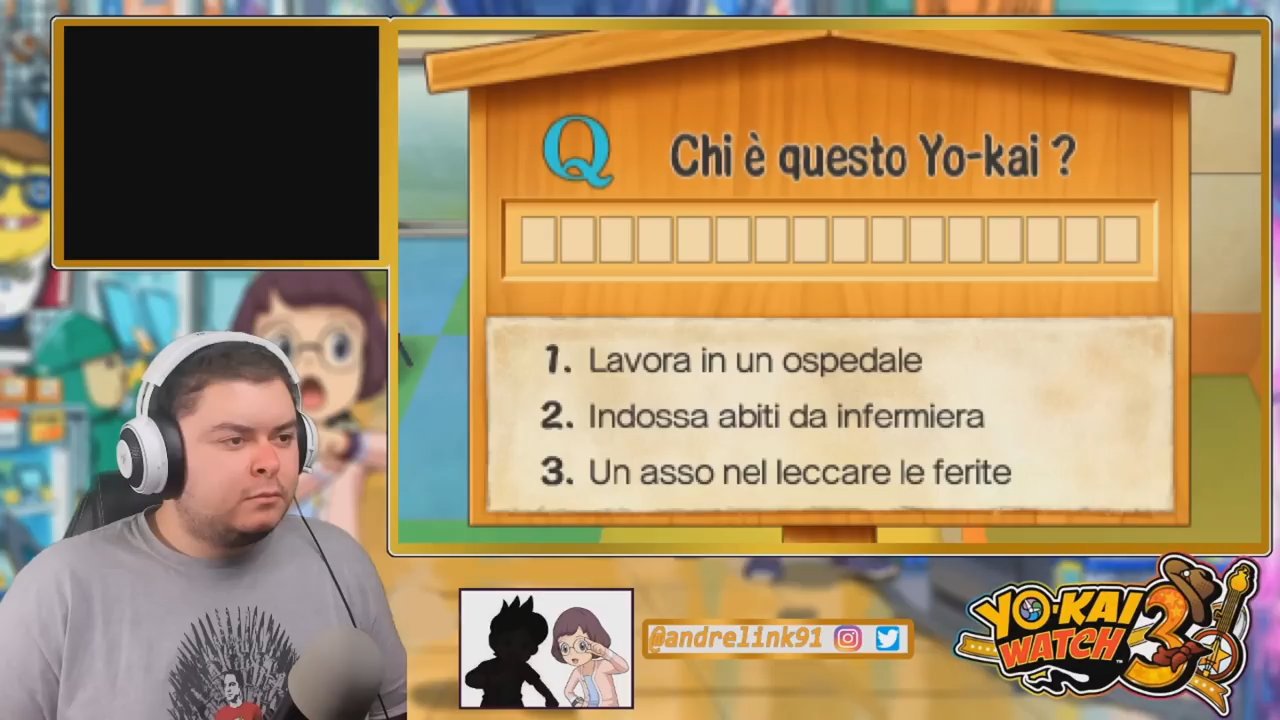 Q Chi è questo Yo-kai ?
1. Lavora in un ospedale
2. Indossa abiti da infermiera
3. Un asso nel leccare le ferite
@andrelink91
YO-KAI
WATCH 3